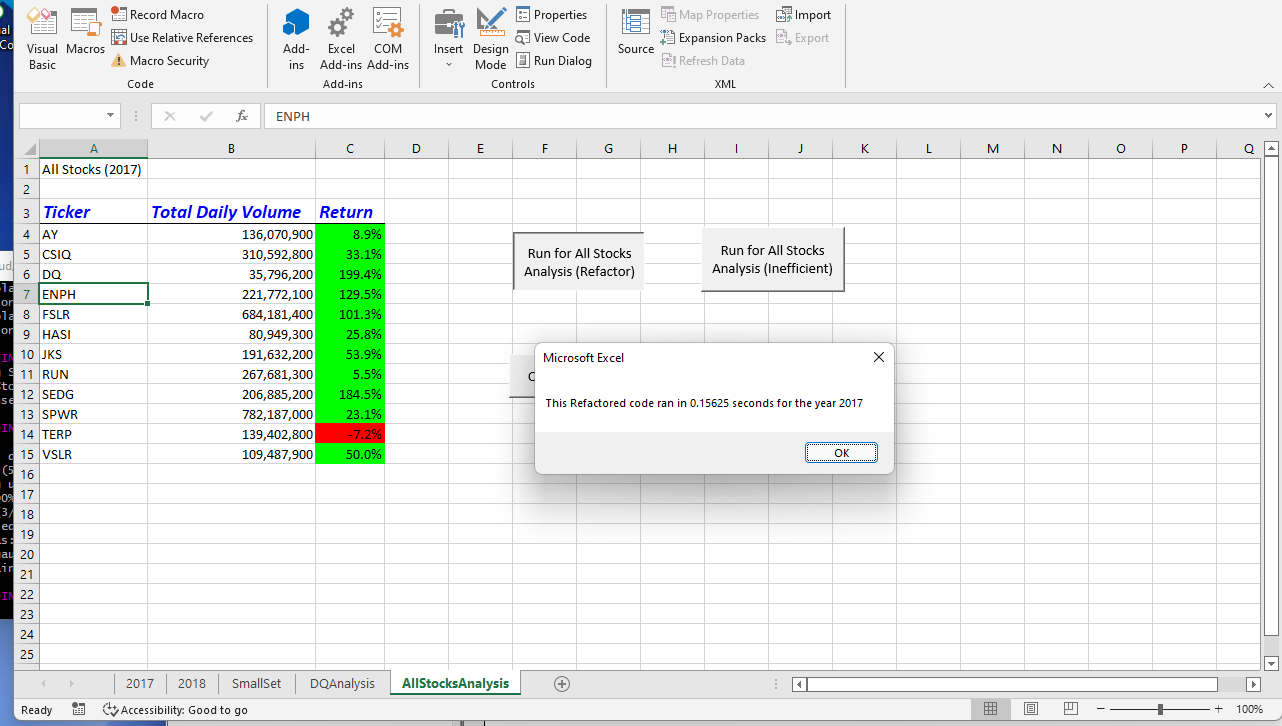 Record Macro
Use Relative References
Macro Security
Visual Basic
Macros
Code
Add-ins
Excel Add-ins
COM Add-ins
Add-ins
Insert
Design Mode
Properties
View Code
Run Dialog
Controls
Source
Map Properties
Expansion Packs
Refresh Data
Import
Export
XML
fx
ENPH
A B C D E F G H I J K L M N O P Q
1 All Stocks (2017)
2
3 Ticker Total Daily Volume Return
4 AY 136,070,900 8.9%
5 CSIQ 310,592,800 33.1%
6 DQ 35,796,200 199.4%
7 ENPH 221,772,100 129.5%
8 FSLR 684,181,400 101.3%
9 HASI 80,949,300 25.8%
10 JKS 191,632,200 53.9%
11 RUN 267,681,300 5.5%
12 SEDG 206,885,200 184.5%
13 SPWR 782,187,000 23.1%
14 TERP 139,402,800 -7.2%
15 VSLR 109,487,900 50.0%
16
17
18
19
20
21
22
23
24
25
Run for All Stocks
Analysis (Refactor)
Run for All Stocks
Analysis (Inefficient)
Microsoft Excel
This Refactored code ran in 0.15625 seconds for the year 2017
OK
2017 2018 SmallSet DQAnalysis AllStocksAnalysis
Ready Accessibility: Good to go 100%